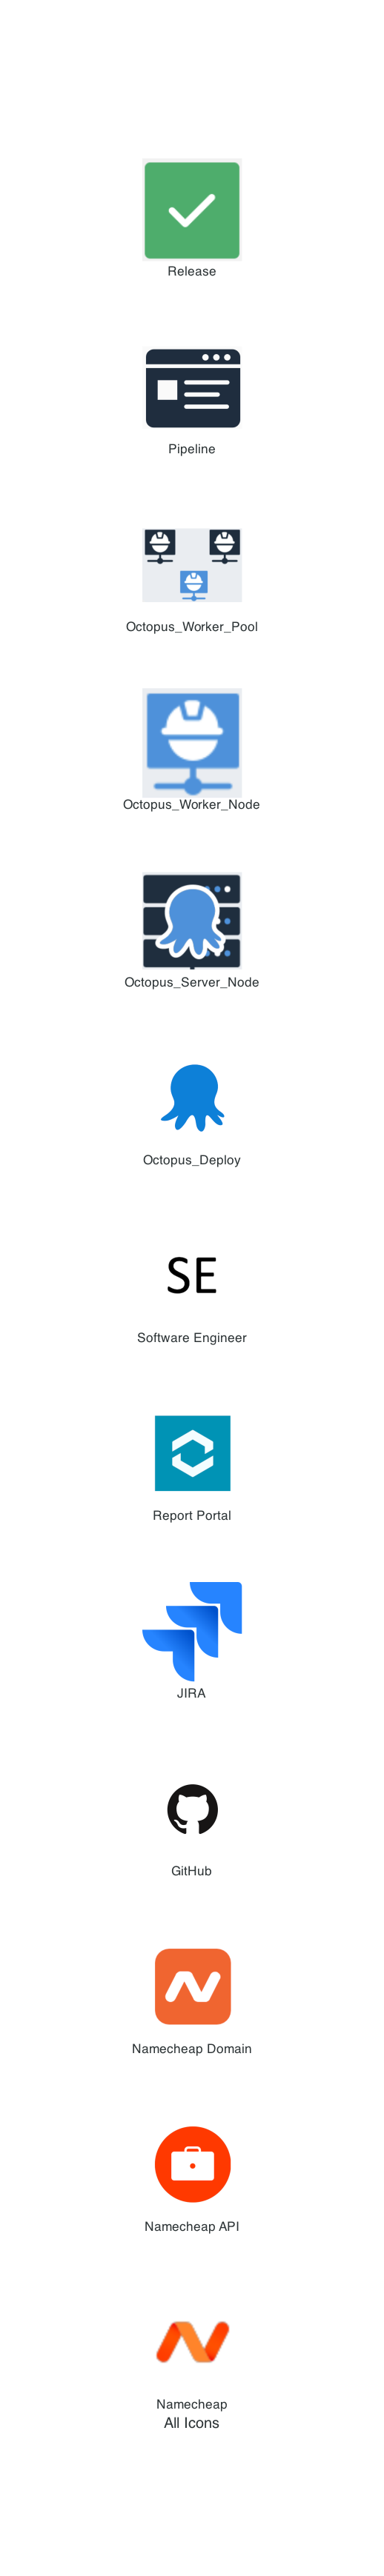 Release
Pipeline
Octopus_Worker_Pool
Octopus_Worker_Node
Octopus_Server_Node
Octopus_Deploy
SE
Software Engineer
Report Portal
JIRA
GitHub
Namecheap Domain
Namecheap API
Namecheap
All Icons